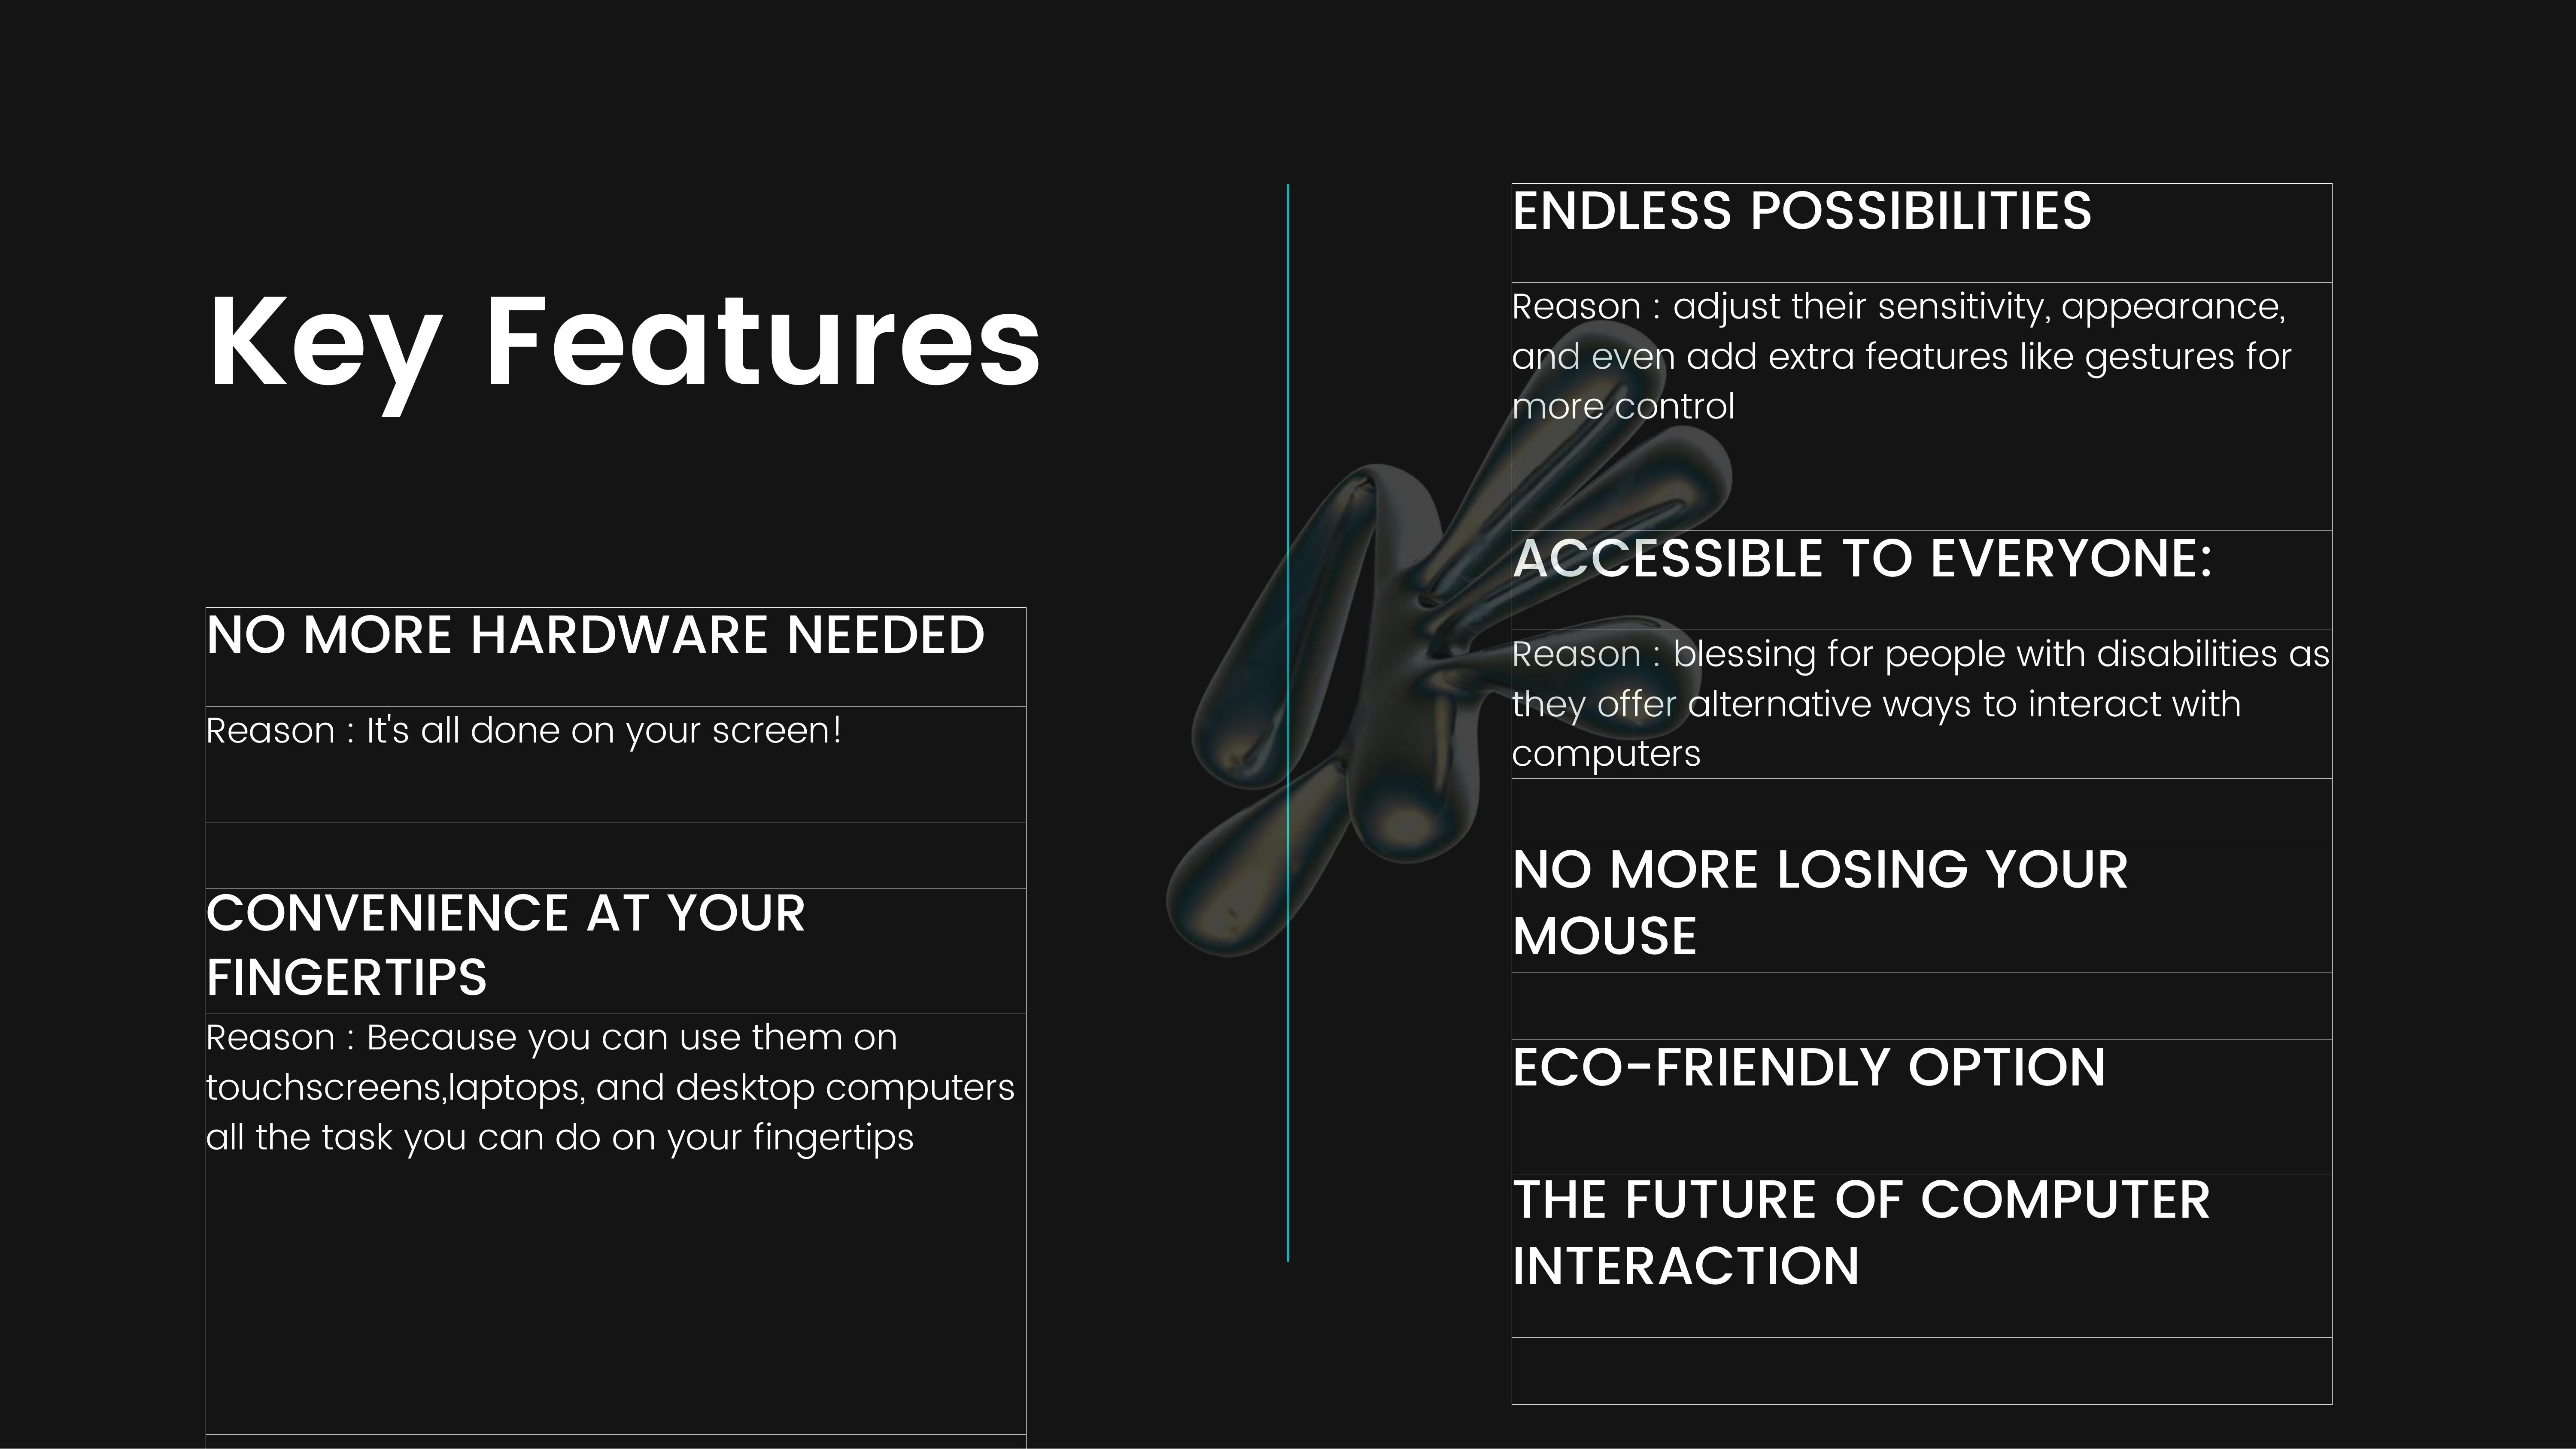 Key Features
NO MORE HARDWARE NEEDED
Reason : It's all done on your screen!
CONVENIENCE AT YOUR
FINGERTIPS
Reason : Because you can use them on
touchscreens,laptops, and desktop computers
all the task you can do on your fingertips
ENDLESS POSSIBILITIES
Reason : adjust their sensitivity, appearance,
and even add extra features like gestures for
more control
ACCESSIBLE TO EVERYONE:
Reason : blessing for people with disabilities as
they offer alternative ways to interact with
computers
NO MORE LOSING YOUR
MOUSE
ECO-FRIENDLY OPTION
THE FUTURE OF COMPUTER
INTERACTION